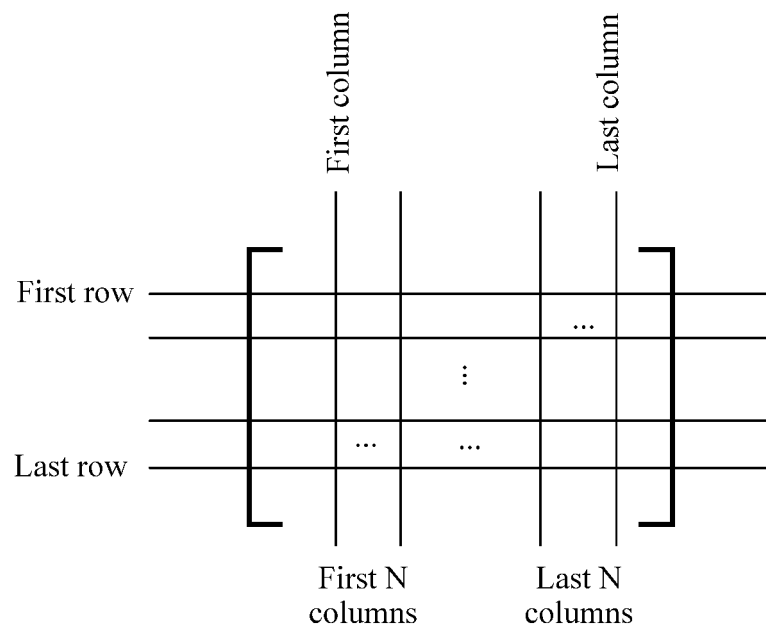 First column
Last column
First row
...
⋮
... ...
Last row
First N
columns
Last N
columns